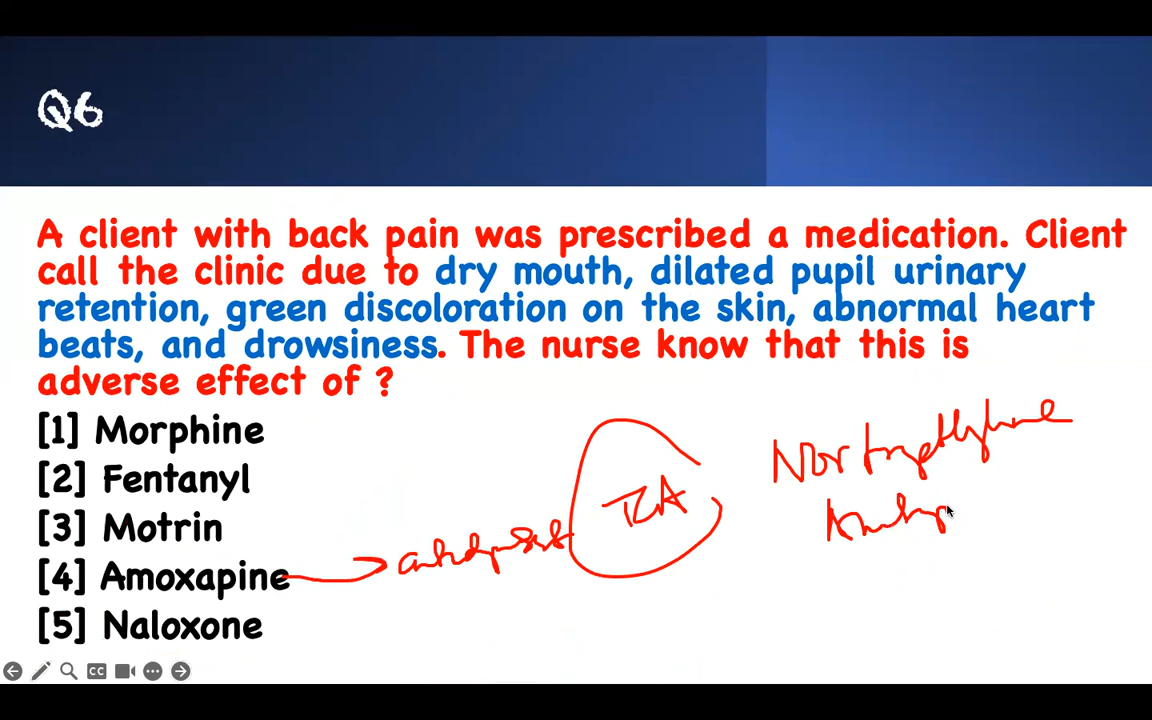 Q6
A client with back pain was prescribed a medication. Client
call the clinic due to dry mouth, dilated pupil urinary
retention, green discoloration on the skin, abnormal heart
beats, and drowsiness. The nurse know that this is
adverse effect of ?
[1] Morphine
[2] Fentanyl
[3] Motrin
[4] Amoxapine
[5] Naloxone
TCA
CC